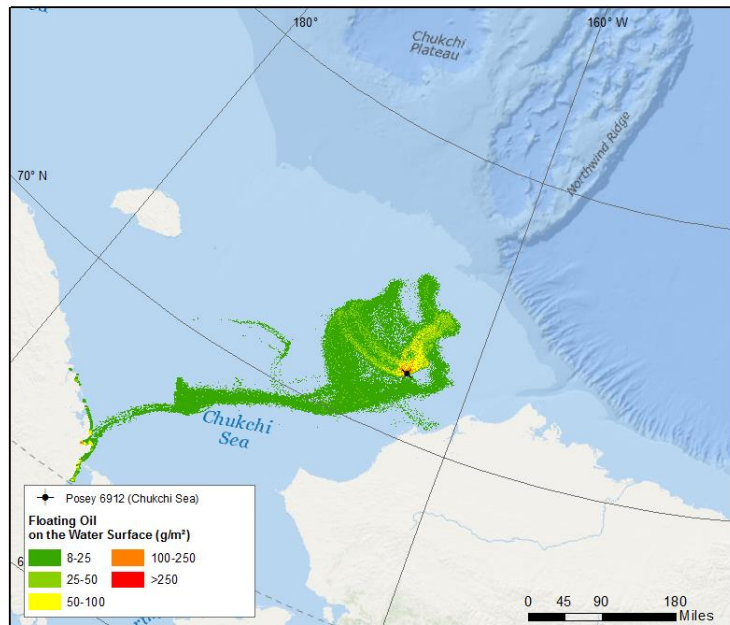 180°
160° W
Chukchi
Plateau
Northwind Ridge
70° N
Chukchi
Sea
6
Posey 6912 (Chukchi Sea)
Floating Oil
on the Water Surface (g/m²)
8-25
100-250
25-50
>250
50-100
0 45 90 180
Miles